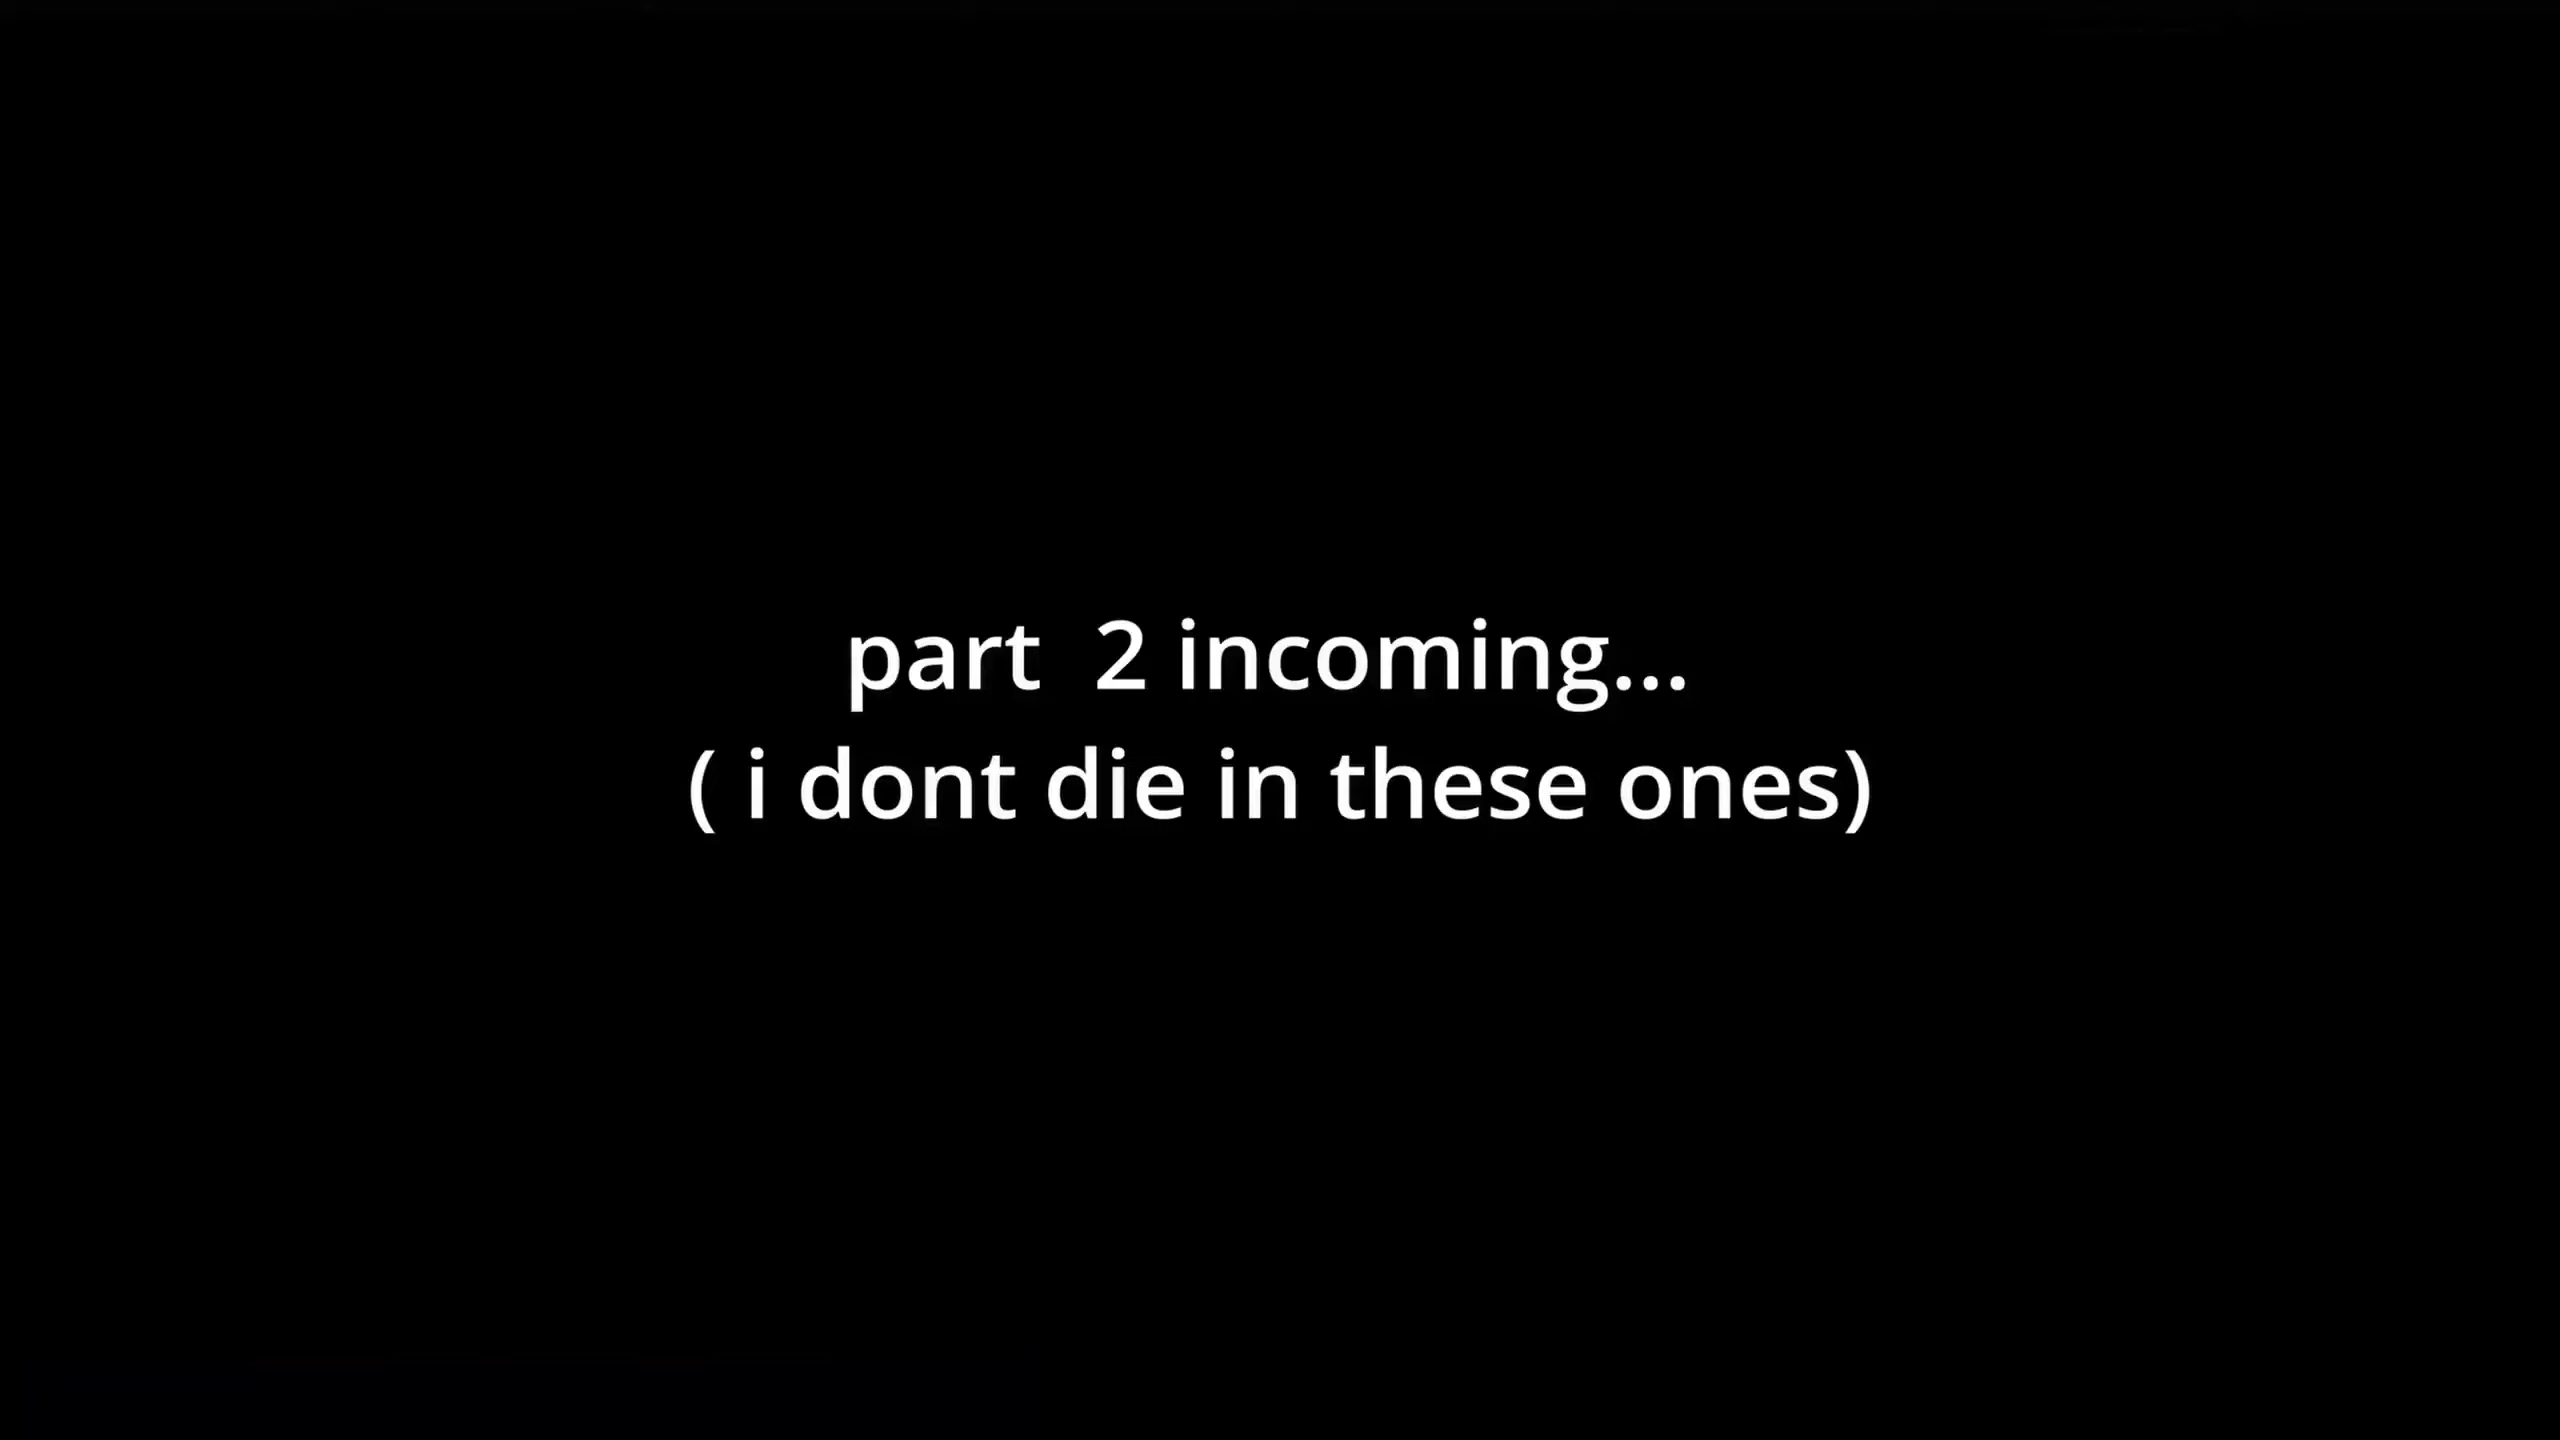 part  2 incoming...
( i dont die in these ones)